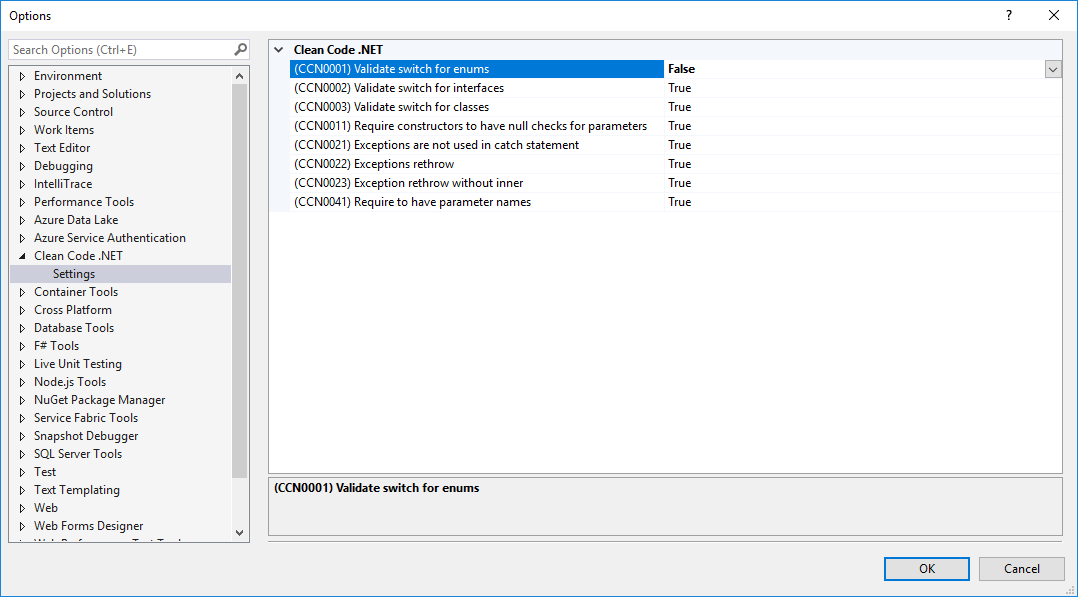 Options
?
Search Options (Ctrl+E)
Environment
Projects and Solutions
Source Control
Work Items
Text Editor
Debugging
IntelliTrace
Performance Tools
Azure Data Lake
Azure Service Authentication
Clean Code .NET
Settings
Container Tools
Cross Platform
Database Tools
F# Tools
Live Unit Testing
Node.js Tools
NuGet Package Manager
Service Fabric Tools
Snapshot Debugger
SQL Server Tools
Test
Text Templating
Web
Web Forms Designer
Clean Code .NET
(CCN0001) Validate switch for enums False
(CCN0002) Validate switch for interfaces True
(CCN0003) Validate switch for classes True
(CCN0011) Require constructors to have null checks for parameters True
(CCN0021) Exceptions are not used in catch statement True
(CCN0022) Exceptions rethrow True
(CCN0023) Exception rethrow without inner True
(CCN0041) Require to have parameter names True
(CCN0001) Validate switch for enums
OK Cancel